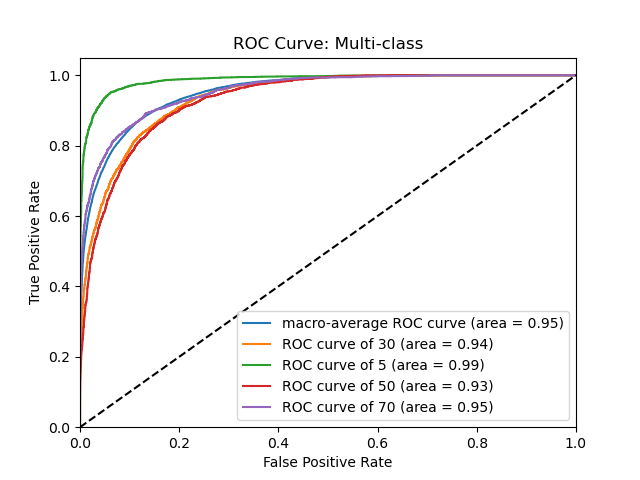 ROC Curve: Multi-class
1.0
0.8
0.6
0.4
0.2
0.0
True Positive Rate
macro-average ROC curve (area = 0.95)
ROC curve of 30 (area = 0.94)
ROC curve of 5 (area = 0.99)
ROC curve of 50 (area = 0.93)
ROC curve of 70 (area = 0.95)
0.0 0.2 0.4 0.6 0.8 1.0
False Positive Rate